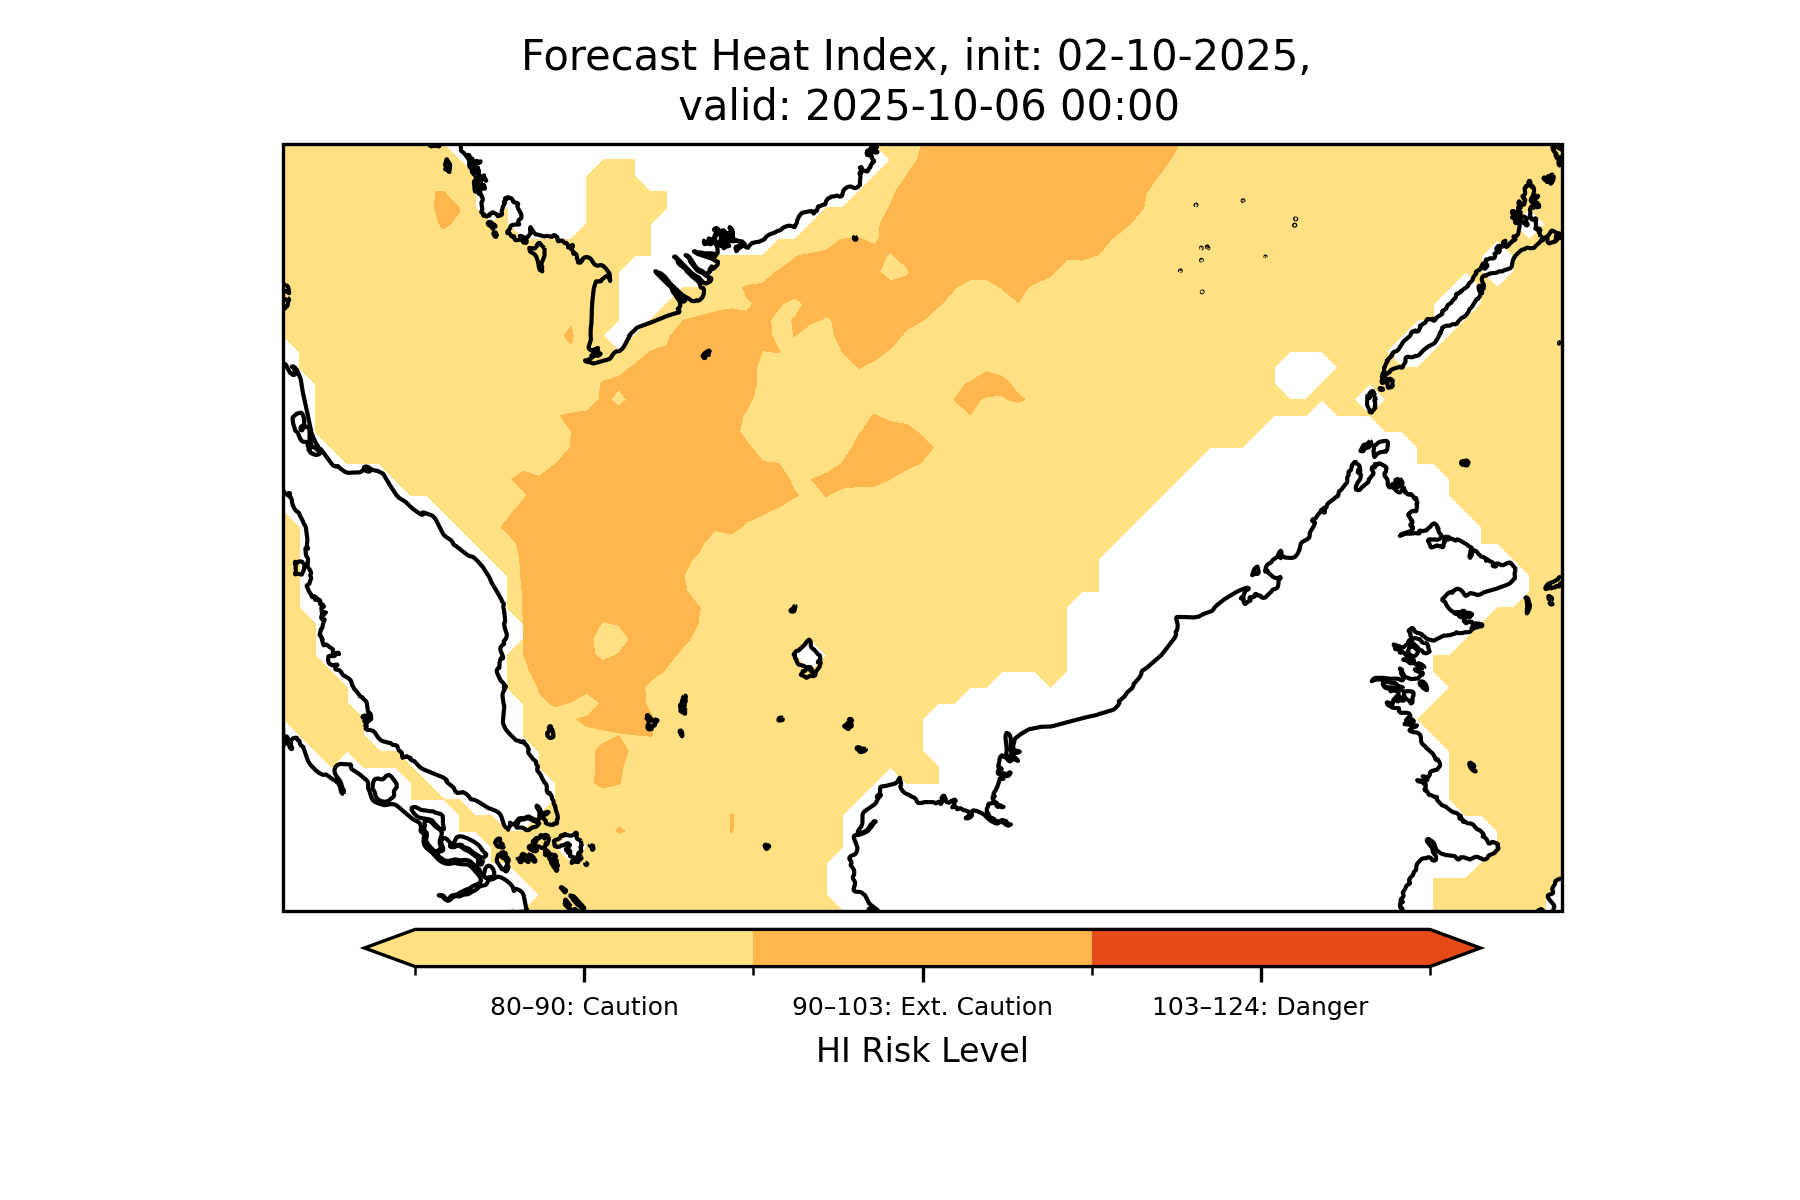 Forecast Heat Index, init: 02-10-2025,
valid: 2025-10-06 00:00
80–90: Caution
90–103: Ext. Caution
103–124: Danger
HI Risk Level